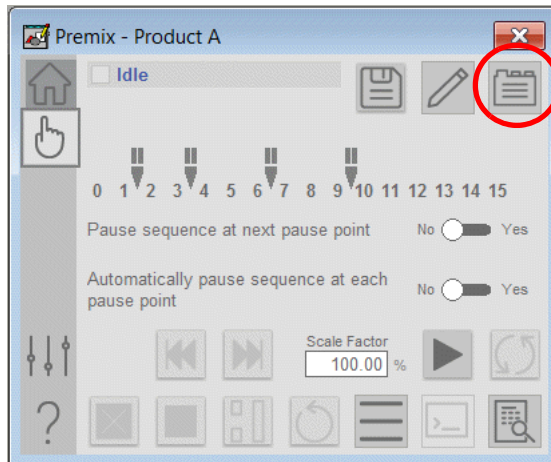 Premix - Product A
Idle
0 1 2 3 4 5 6 7 8 9 10 11 12 13 14 15
Pause sequence at next pause point No Yes
Automatically pause sequence at each No Yes
pause point
Scale Factor
100.00 %
?